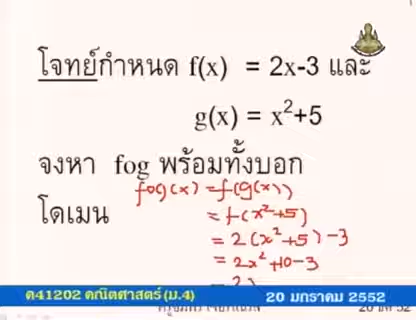 โจทย์กำหนด f(x) = 2x-3 และ
g(x) = x²+5
จงหา fog พร้อมทั้งบอก
โดเมน
fog(x) = f(g(x))
= f(x²+5)
= 2(x²+5)-3
= 2x²+10-3
ค41202 คณิตศาสตร์ (ม.4)
20 มกราคม 2552